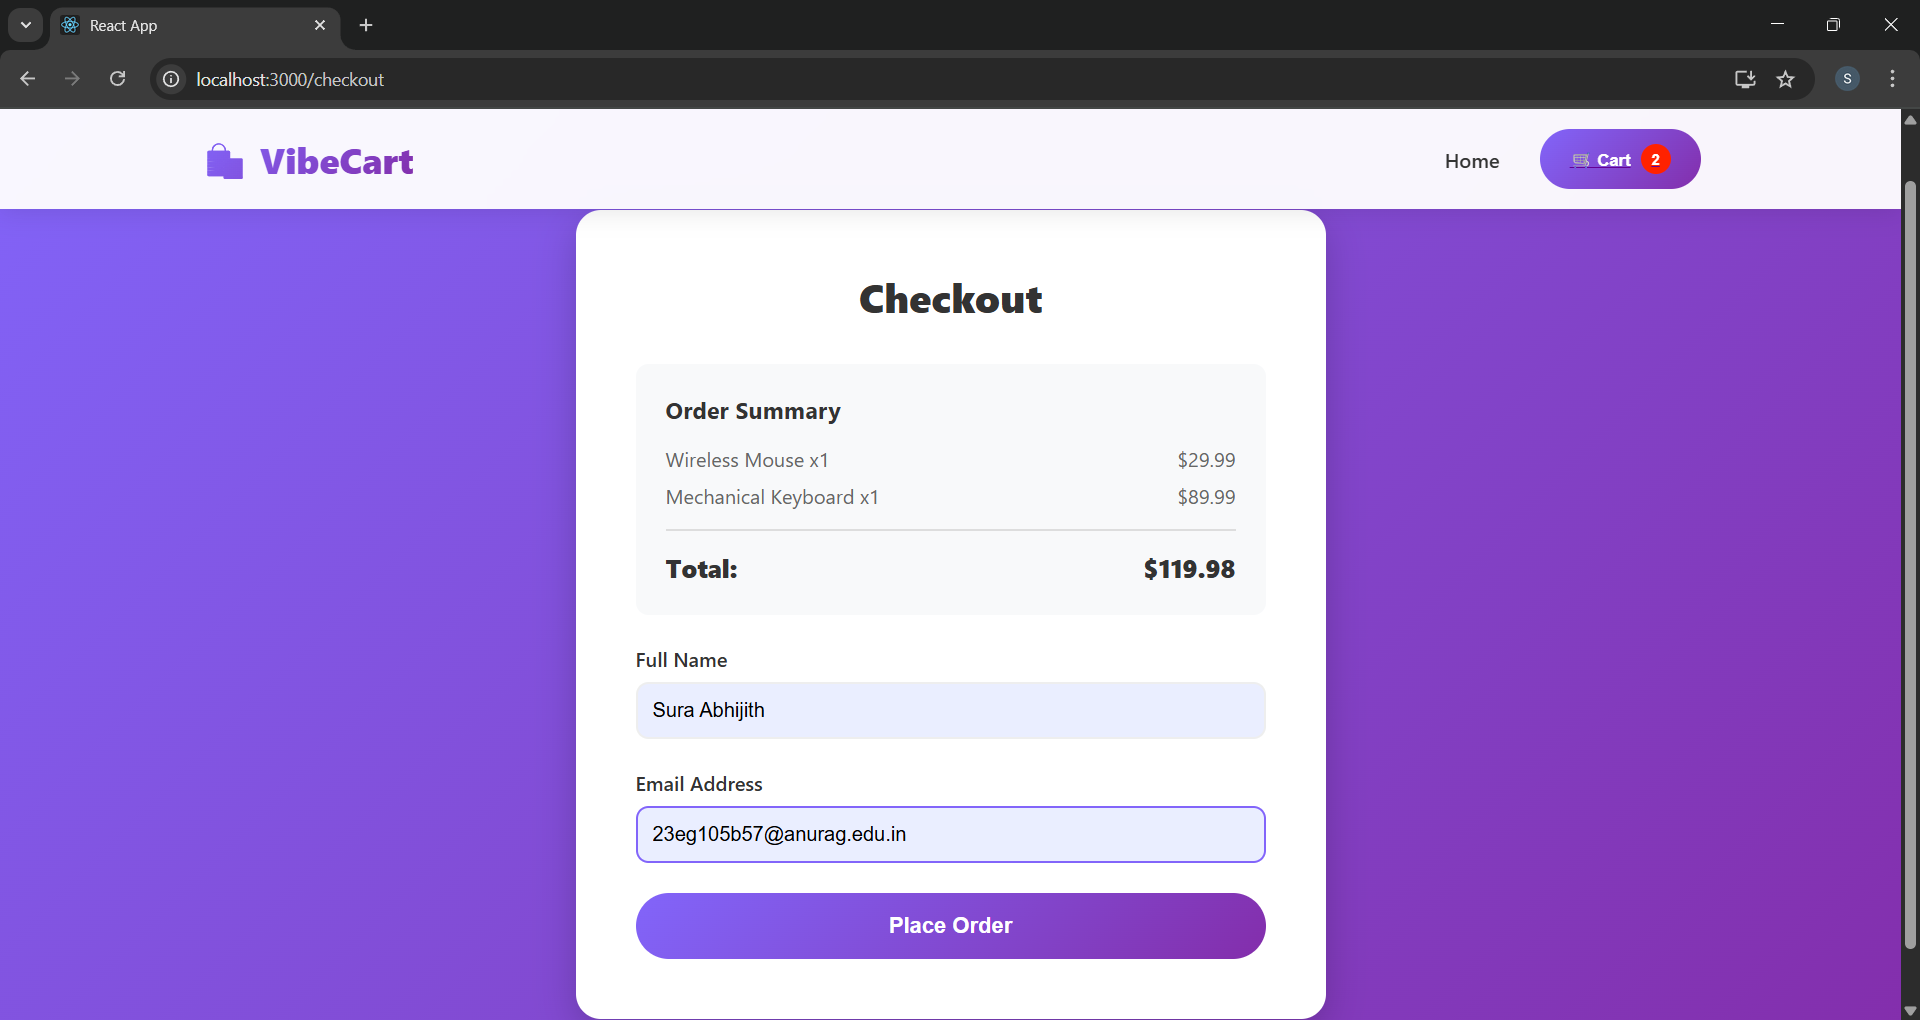 React App
localhost:3000/checkout
S
VibeCart
Home
Cart 2
Checkout
Order Summary
Wireless Mouse x1 $29.99
Mechanical Keyboard x1 $89.99
Total: $119.98
Full Name
Sura Abhijith
Email Address
23eg105b57@anurag.edu.in
Place Order